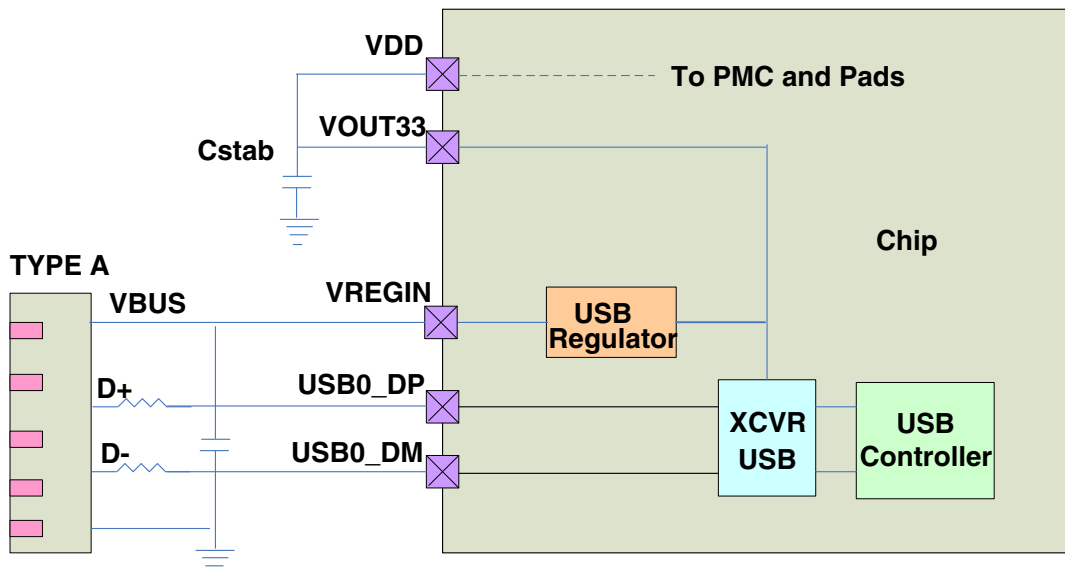 VDD
To PMC and Pads
VOUT33
Cstab
Chip
TYPE A
VBUS
VREGIN
USB
Regulator
D+
USB0_DP
XCVR
USB
USB
Controller
D-
USB0_DM